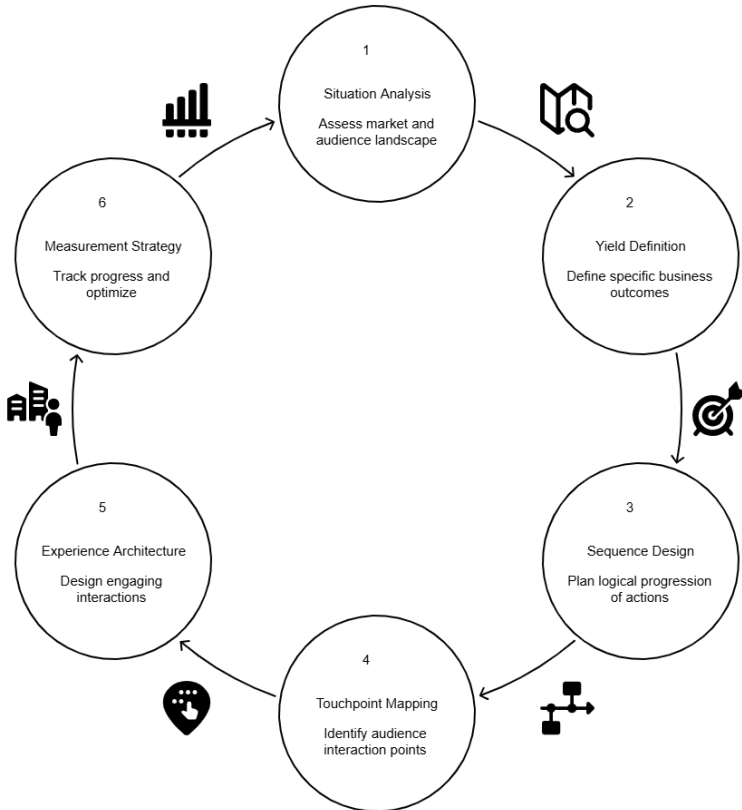 1
Situation Analysis
Assess market and
audience landscape
2
Yield Definition
Define specific business
outcomes
3
Sequence Design
Plan logical progression
of actions
4
Touchpoint Mapping
Identify audience
interaction points
5
Experience Architecture
Design engaging
interactions
6
Measurement Strategy
Track progress and
optimize